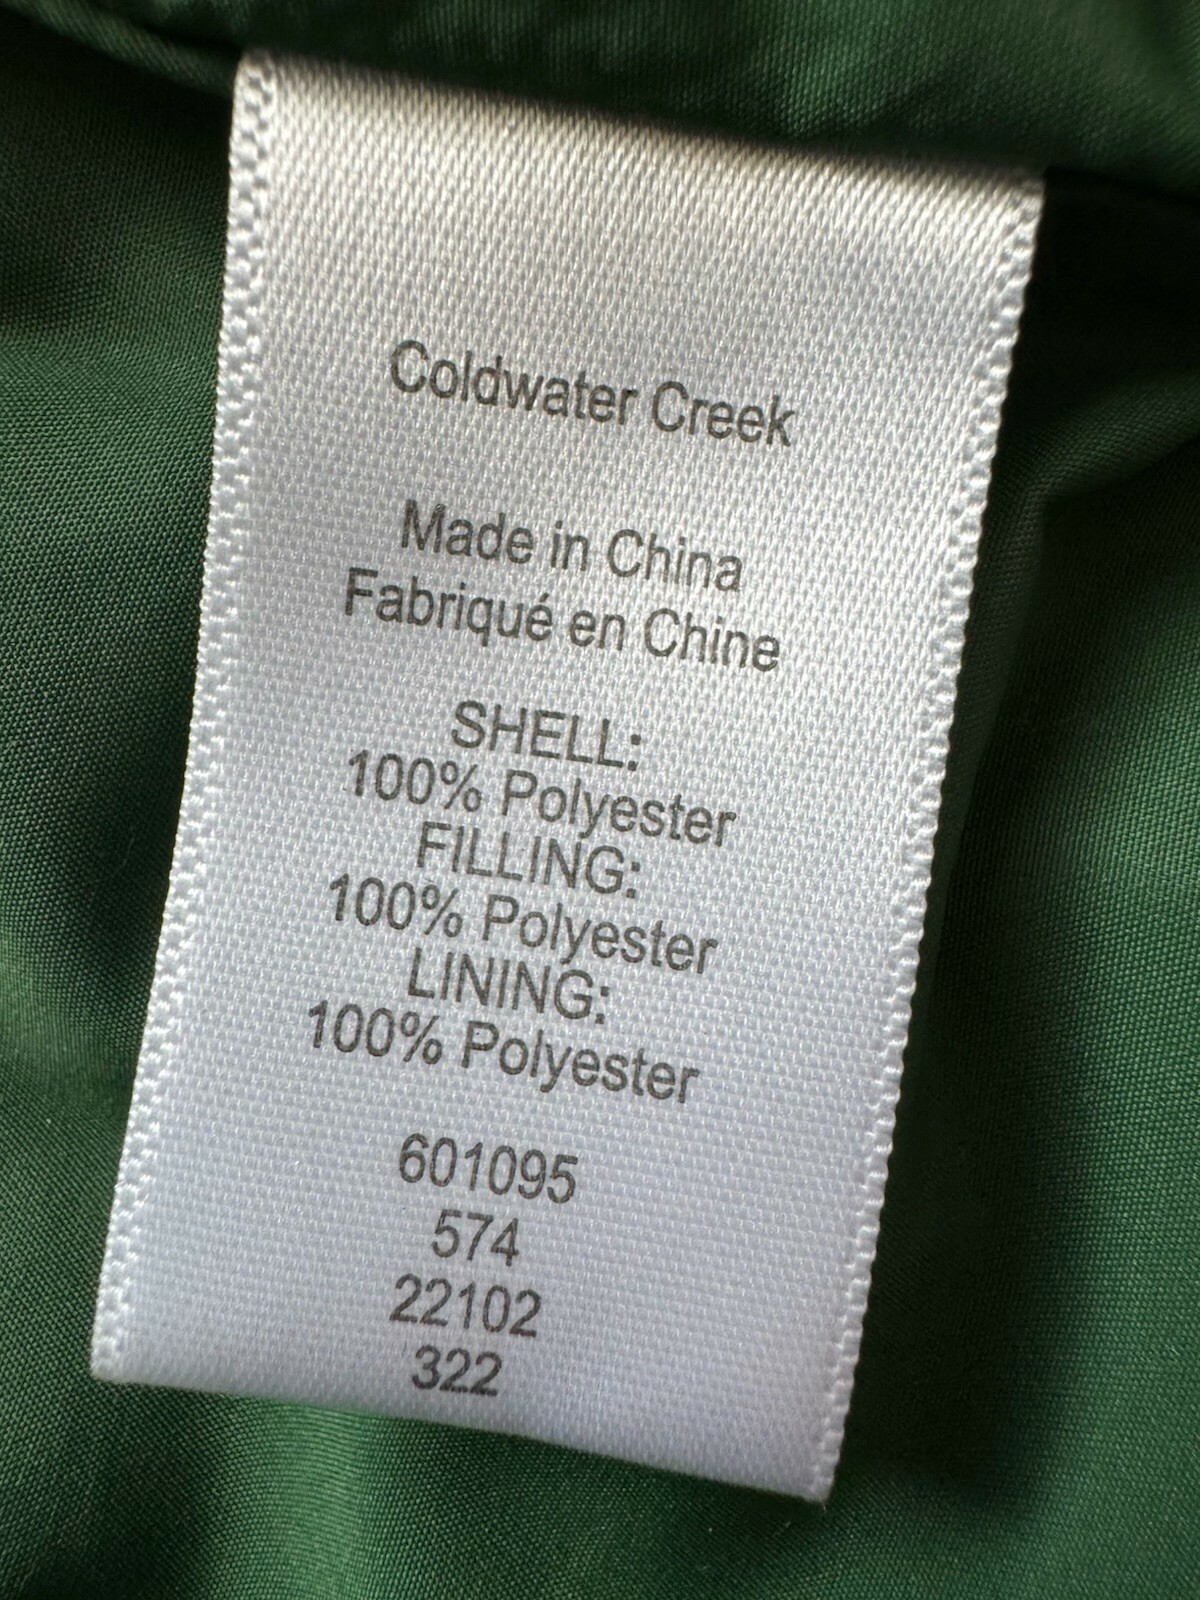 Coldwater Creek
Made in China
Fabriqué en Chine
SHELL:
100% Polyester
FILLING:
100% Polyester
LINING:
100% Polyester
601095
574
22102
322